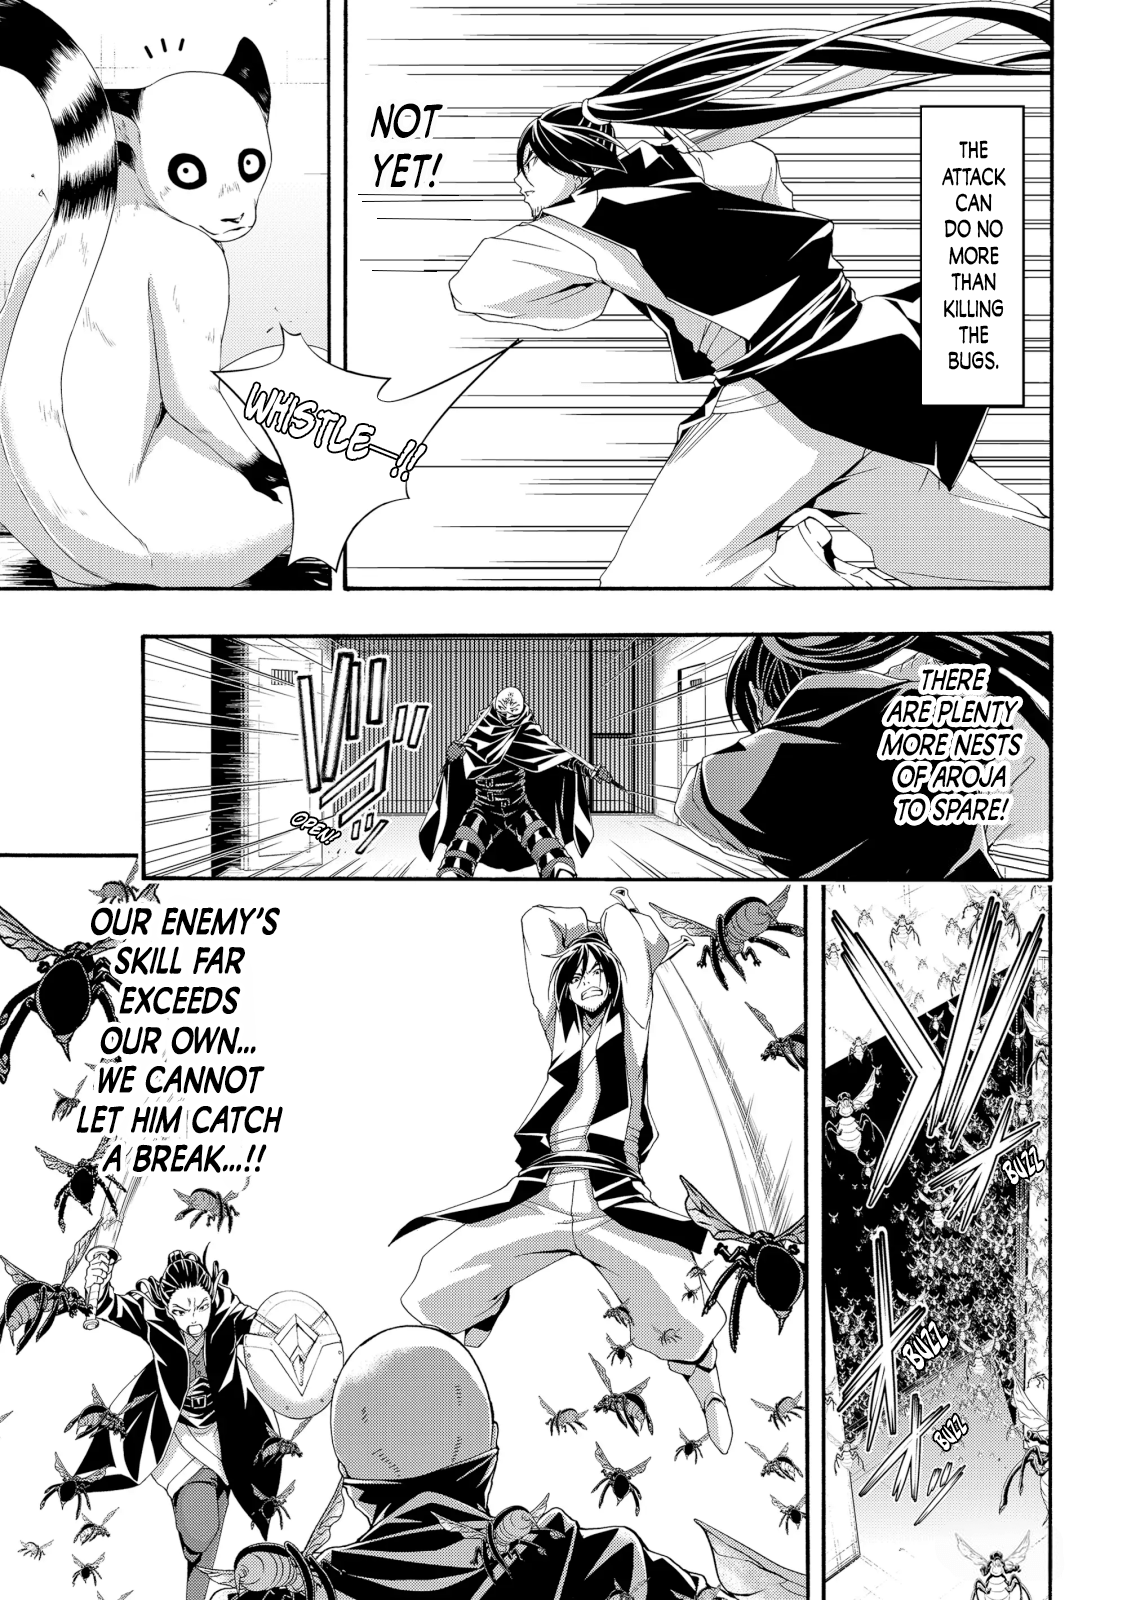 THE
ATTACK
CAN
DO NO
MORE
THAN
KILLING
THE
BUGS.
NOT
YET!
WHISTLE—!!
THERE
ARE PLENTY
MORE NESTS
OF AROJA
TO SPARE!
OPEN!
BUZZ
BUZZ
BUZZ
OUR ENEMY'S
SKILL FAR
EXCEEDS
OUR OWN...
WE CANNOT
LET HIM CATCH
A BREAK...!!